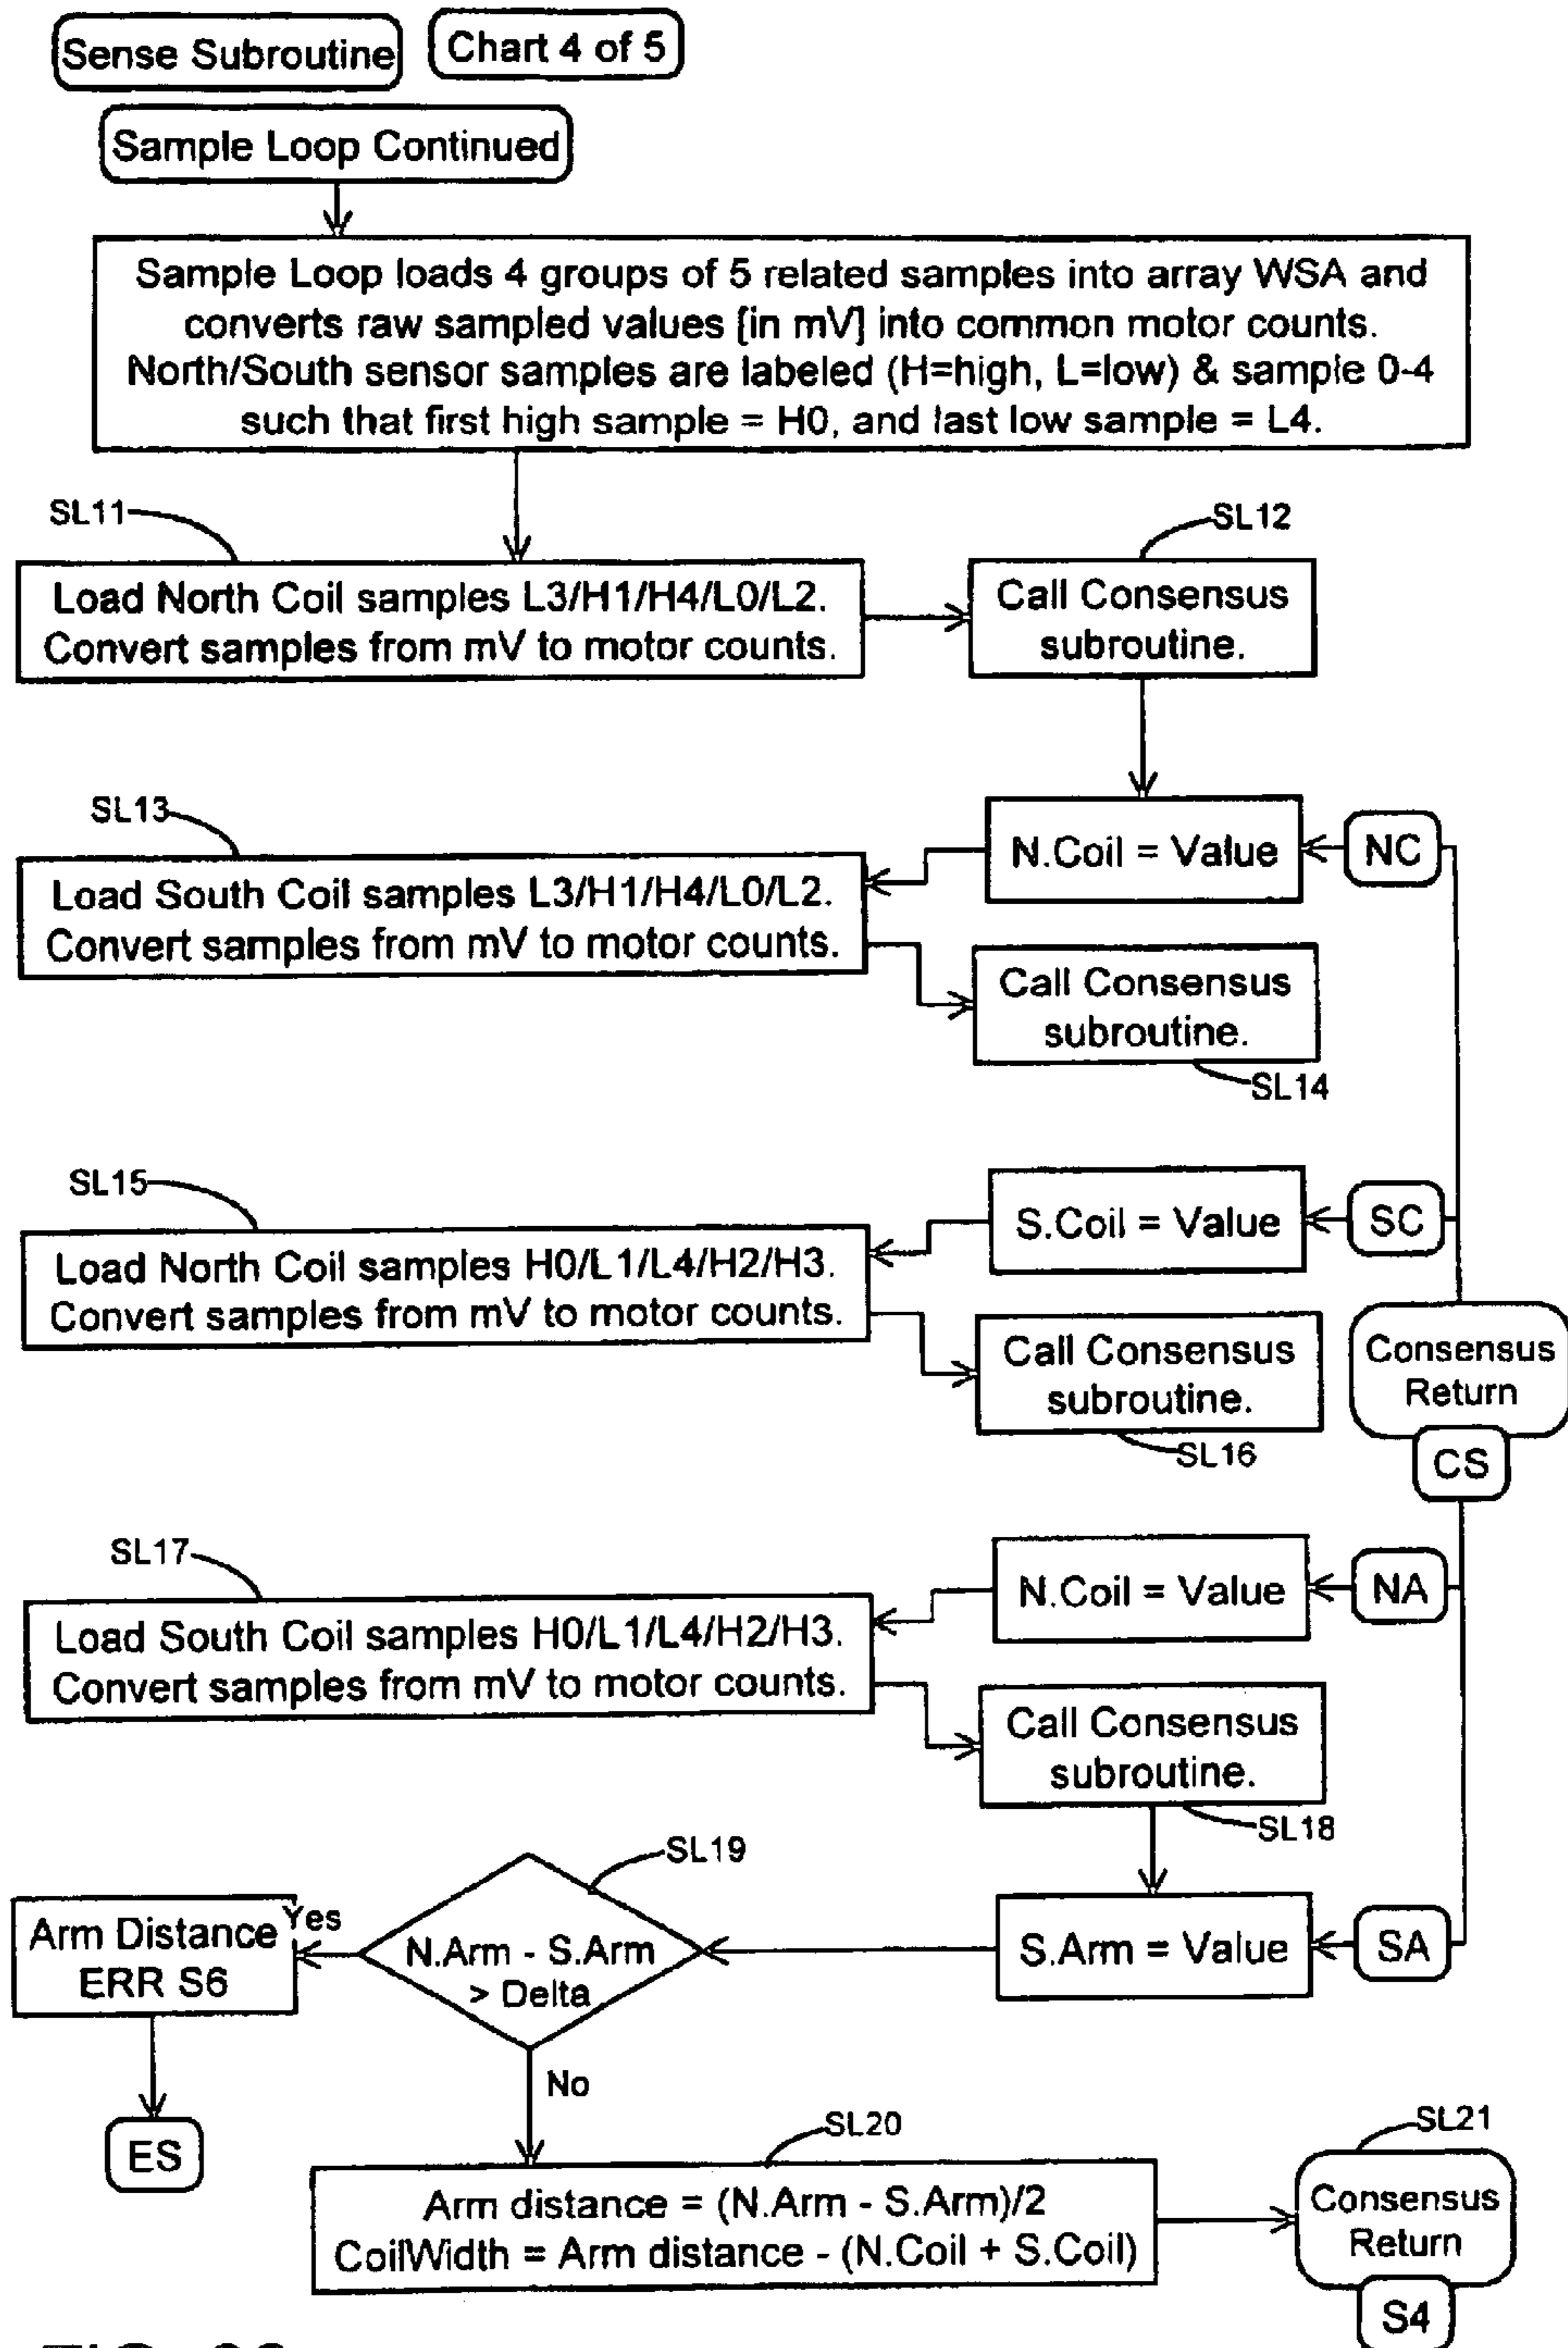 Sense Subroutine
Chart 4 of 5
Sample Loop Continued
Sample Loop loads 4 groups of 5 related samples into array WSA and
converts raw sampled values [in mV] into common motor counts.
North/South sensor samples are labeled (H=high, L=low) & sample 0-4
such that first high sample = H0, and last low sample = L4.
SL11
Load North Coil samples L3/H1/H4/L0/L2.
Convert samples from mV to motor counts.
SL12
Call Consensus
subroutine.
N.Coil = Value
NC
SL13
Load South Coil samples L3/H1/H4/L0/L2.
Convert samples from mV to motor counts.
Call Consensus
subroutine.
SL14
S.Coil = Value
SC
SL15
Load North Coil samples H0/L1/L4/H2/H3.
Convert samples from mV to motor counts.
Call Consensus
subroutine.
SL16
Consensus
Return
CS
N.Coil = Value
NA
SL17
Load South Coil samples H0/L1/L4/H2/H3.
Convert samples from mV to motor counts.
Call Consensus
subroutine.
SL18
S.Arm = Value
SA
SL19
N.Arm - S.Arm
> Delta
Yes
Arm Distance
ERR S6
ES
No
SL20
Arm distance = (N.Arm - S.Arm)/2
CoilWidth = Arm distance - (N.Coil + S.Coil)
SL21
Consensus
Return
S4